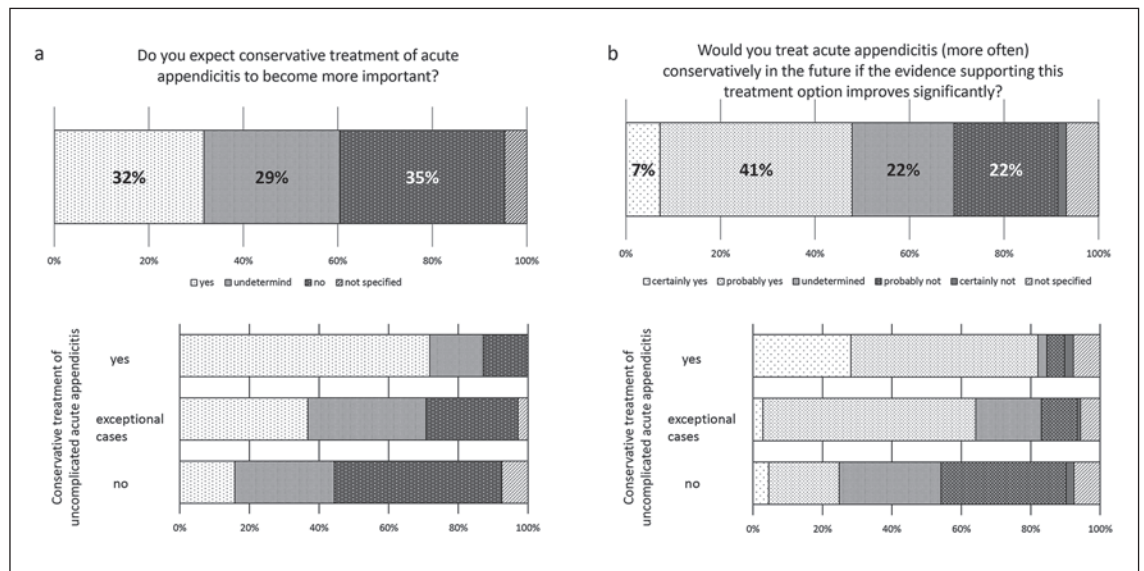 a
Do you expect conservative treatment of acute
appendicitis to become more important?
32%
29%
35%
0%
20%
40%
60%
80%
100%
yes
undetermind
no
not specified
Conservative treatment of
uncomplicated acute appendicitis
yes
exceptional
cases
no
0%
20%
40%
60%
80%
100%
b
Would you treat acute appendicitis (more often)
conservatively in the future if the evidence supporting this
treatment option improves significantly?
7%
41%
22%
22%
0%
20%
40%
60%
80%
100%
certainly yes
probably yes
undetermined
probably not
certainly not
not specified
Conservative treatment of
uncomplicated acute appendicitis
yes
exceptional
cases
no
0%
20%
40%
60%
80%
100%